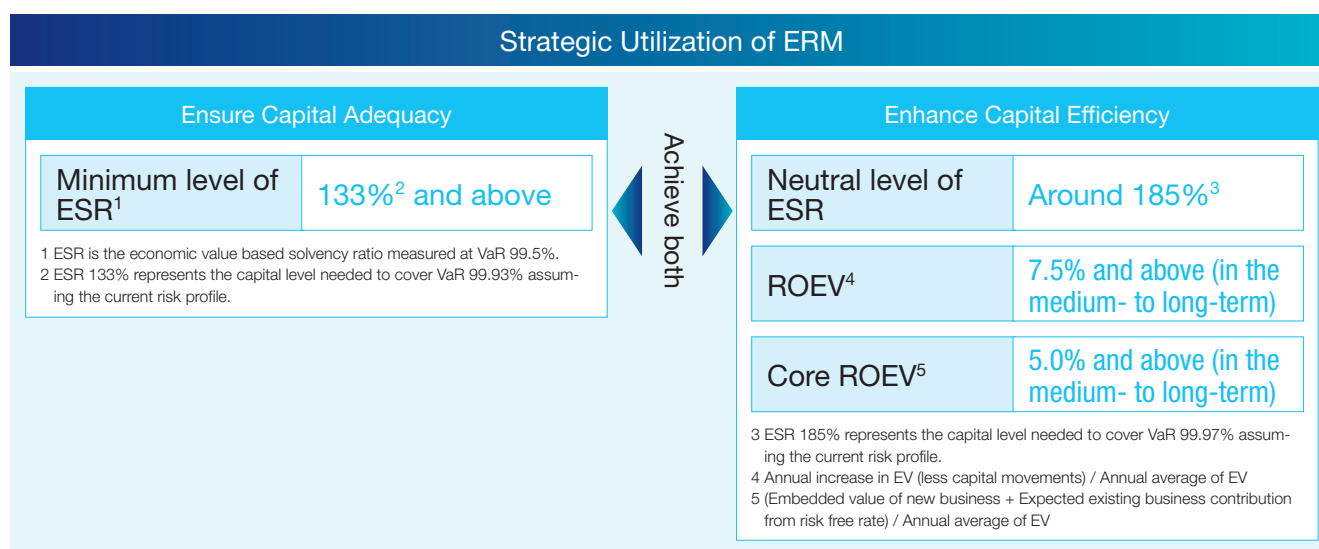 Strategic Utilization of ERM
Ensure Capital Adequacy
Minimum level of
ESR1
133%2 and above
1 ESR is the economic value based solvency ratio measured at VaR 99.5%.
2 ESR 133% represents the capital level needed to cover VaR 99.93% assum-
ing the current risk profile.
Achieve both
Enhance Capital Efficiency
Neutral level of
ESR
Around 185%3
ROEV4
7.5% and above (in the
medium- to long-term)
Core ROEV5
5.0% and above (in the
medium- to long-term)
3 ESR 185% represents the capital level needed to cover VaR 99.97% assum-
ing the current risk profile.
4 Annual increase in EV (less capital movements) / Annual average of EV
5 (Embedded value of new business + Expected existing business contribution
from risk free rate) / Annual average of EV